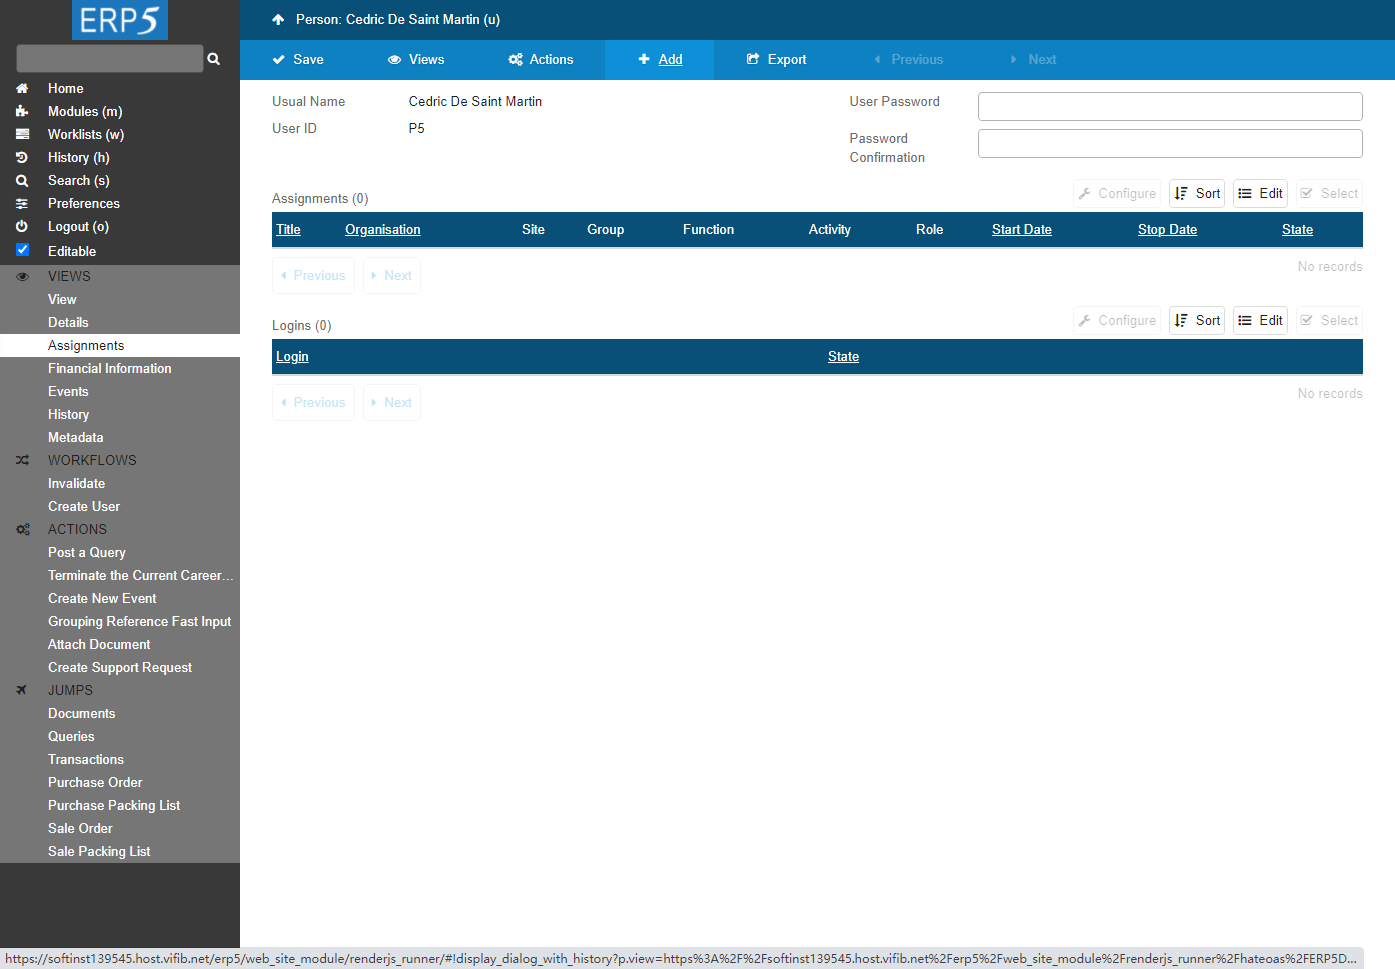 ERP5
Person: Cedric De Saint Martin (u)
Save Views Actions Add Export Previous Next
Home
Modules (m)
Worklists (w)
History (h)
Search (s)
Preferences
Logout (o)
Editable
VIEWS
View
Details
Assignments
Financial Information
Events
History
Metadata
WORKFLOWS
Invalidate
Create User
ACTIONS
Post a Query
Terminate the Current Career...
Create New Event
Grouping Reference Fast Input
Attach Document
Create Support Request
JUMPS
Documents
Queries
Transactions
Purchase Order
Purchase Packing List
Sale Order
Sale Packing List
Usual Name Cedric De Saint Martin
User ID P5
User Password
Password
Confirmation
Assignments (0)
Configure Sort Edit Select
Title Organisation Site Group Function Activity Role Start Date Stop Date State
Previous Next No records
Logins (0)
Configure Sort Edit Select
Login State
Previous Next No records
https://softinst139545.host.vifib.net/erp5/web_site_module/renderjs_runner/#!display_dialog_with_history?p.view=https%3A%2F%2Fsoftinst139545.host.vifib.net%2Ferp5%2Fweb_site_module%2Frenderjs_runner%2Fhateoas%2FERP5D...